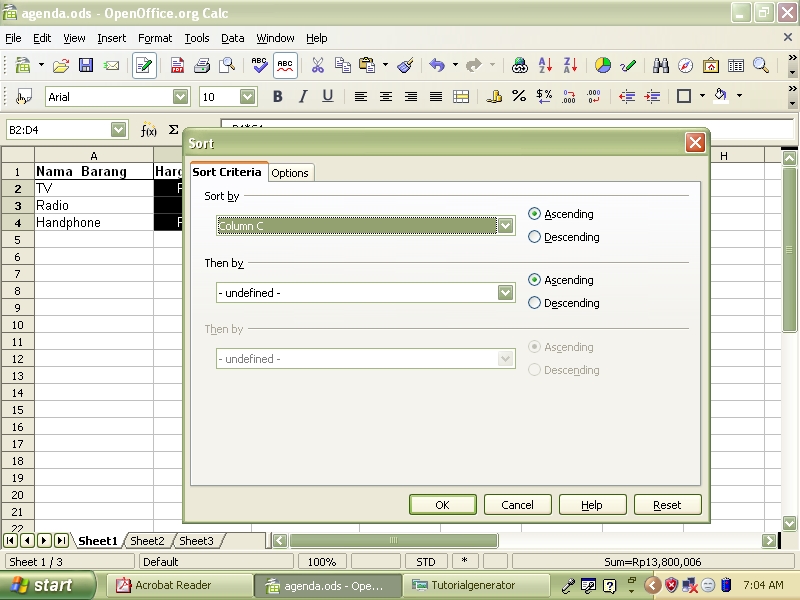 agenda.ods - OpenOffice.org Calc
File Edit View Insert Format Tools Data Window Help
ABC ABC
Arial 10 B I U
B2:D4 f(x) Σ
A H
1 Nama Barang
2 TV
3 Radio
4 Handphone
5
6
7
8
9
10
11
12
13
14
15
16
17
18
19
20
21
22
Sort
Sort Criteria Options
Sort by
Column C
Ascending
Descending
Then by
- undefined -
Ascending
Descending
Then by
- undefined -
Ascending
Descending
OK Cancel Help Reset
Sheet1 Sheet2 Sheet3
Sheet 1 / 3 Default 100% STD * Sum=Rp13,800,006
start Acrobat Reader agenda.ods - Ope... Tutorialgenerator 7:04 AM